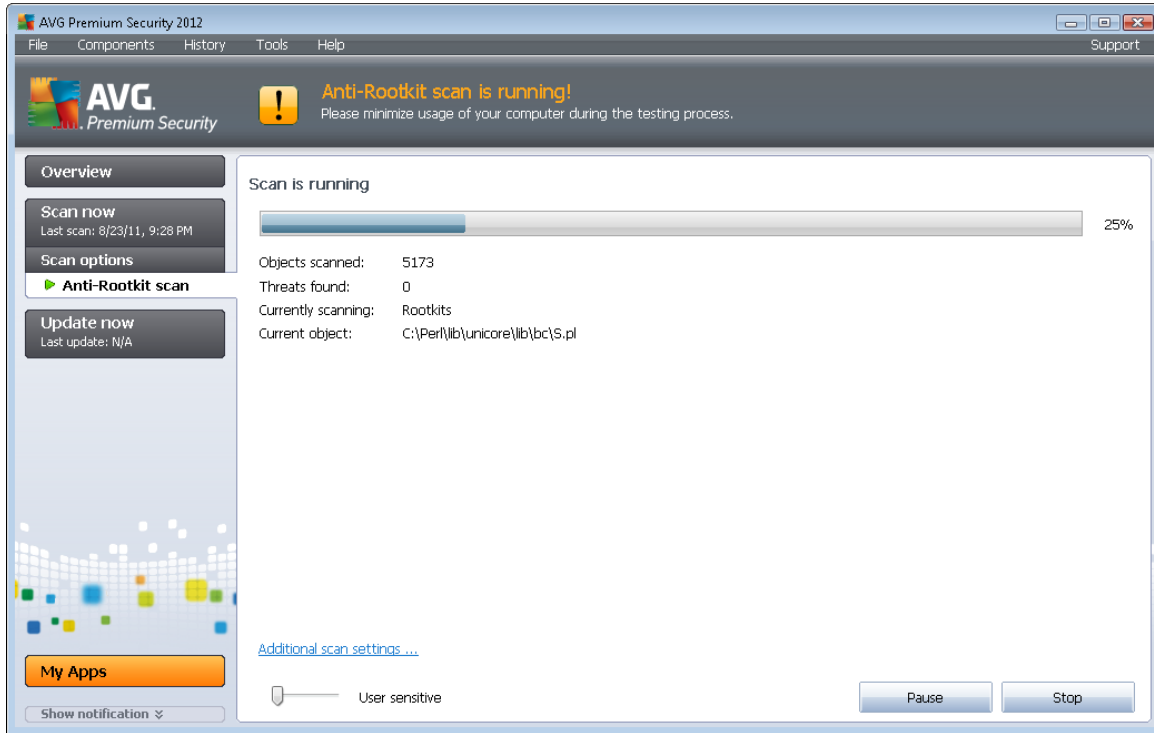 AVG Premium Security 2012
File Components History Tools Help Support
AVG.
Premium Security
Anti-Rootkit scan is running!
Please minimize usage of your computer during the testing process.
Overview
Scan now
Last scan: 8/23/11, 9:28 PM
Scan options
Anti-Rootkit scan
Update now
Last update: N/A
My Apps
Show notification
Scan is running
25%
Objects scanned: 5173
Threats found: 0
Currently scanning: Rootkits
Current object: C:\Perl\lib\unicore\lib\bc\S.pl
Additional scan settings ...
User sensitive
Pause Stop